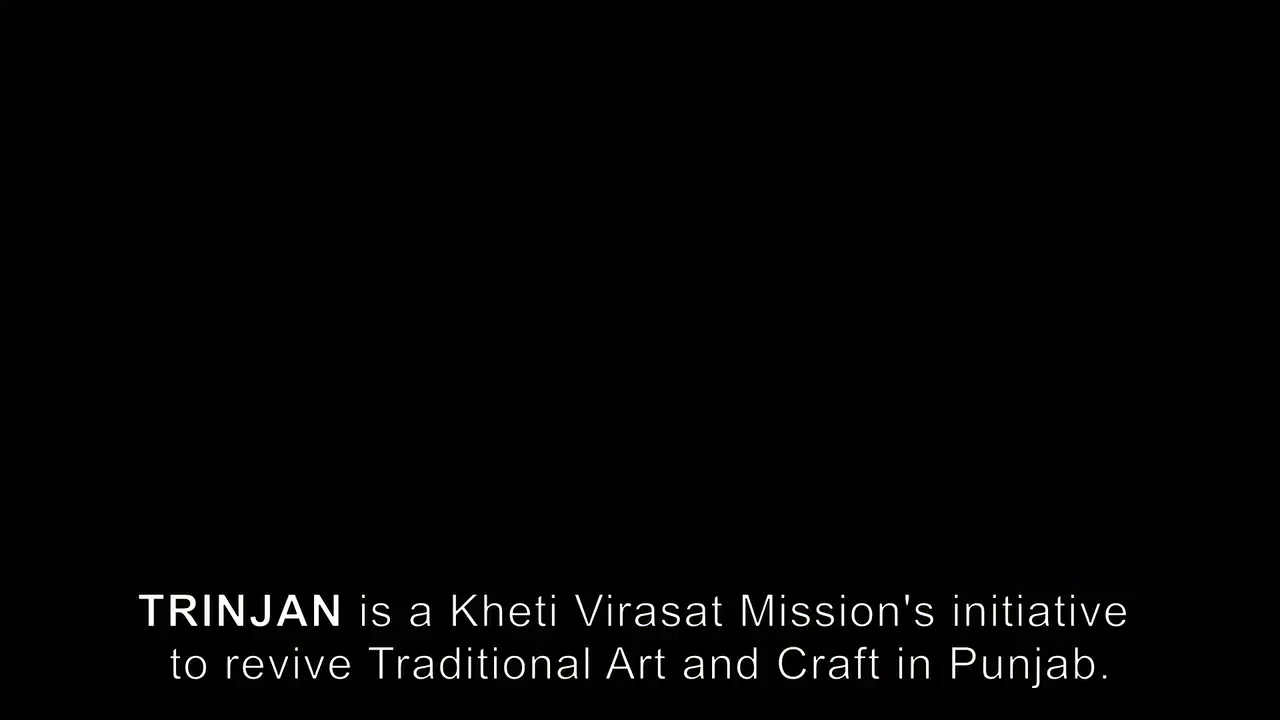 TRINJAN is a Kheti Virasat Mission's initiative
to revive Traditional Art and Craft in Punjab.